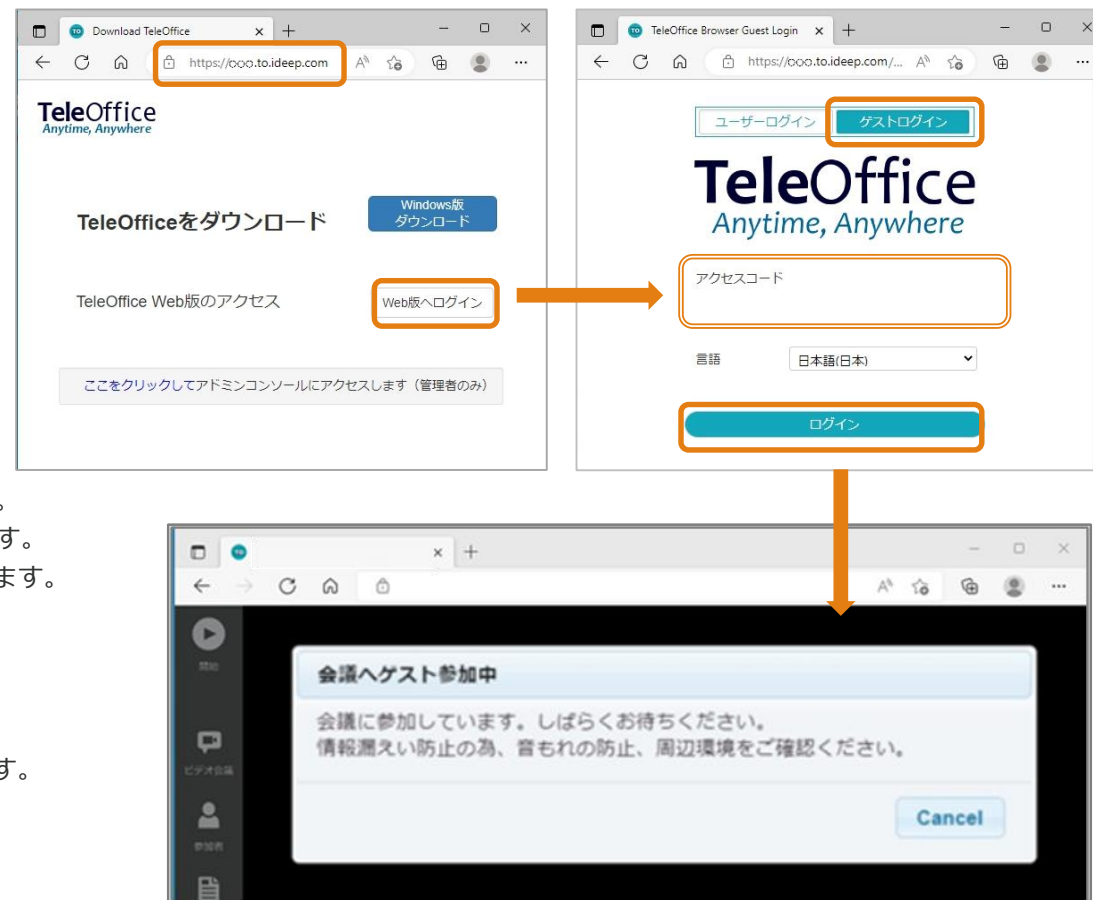 Download TeleOffice
https://○○○.to.ideep.com
TeleOffice
Anytime, Anywhere
TeleOfficeをダウンロード
Windows版
ダウンロード
TeleOffice Web版のアクセス
Web版へログイン
ここをクリックしてアドミンコンソールにアクセスします（管理者のみ）
TeleOffice Browser Guest Login
https://○○○.to.ideep.com/...
ユーザーログイン
ゲストログイン
TeleOffice
Anytime, Anywhere
アクセスコード
言語
日本語(日本)
ログイン
。
す。
ます。
す。
開始
ビデオ会議
参加者
会議へゲスト参加中
会議に参加しています。しばらくお待ちください。
情報漏えい防止の為、音もれの防止、周辺環境をご確認ください。
Cancel